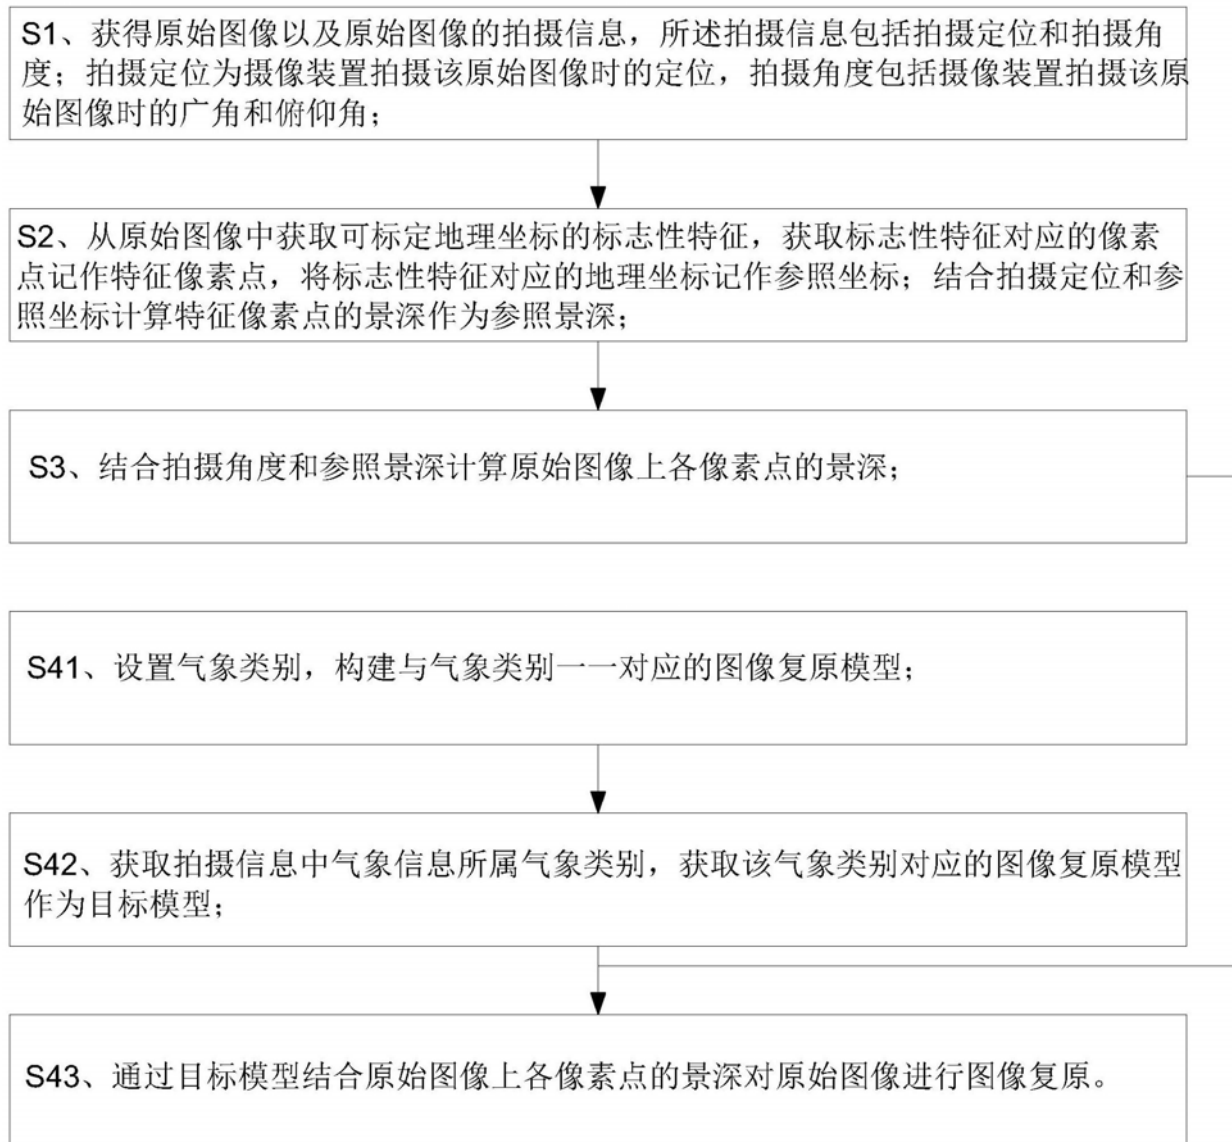 S1、获得原始图像以及原始图像的拍摄信息，所述拍摄信息包括拍摄定位和拍摄角
度；拍摄定位为摄像装置拍摄该原始图像时的定位，拍摄角度包括摄像装置拍摄该原
始图像时的广角和俯仰角；
S2、从原始图像中获取可标定地理坐标的标志性特征，获取标志性特征对应的像素
点记作特征像素点，将标志性特征对应的地理坐标记作参照坐标；结合拍摄定位和参
照坐标计算特征像素点的景深作为参照景深；
S3、结合拍摄角度和参照景深计算原始图像上各像素点的景深；
S41、设置气象类别，构建与气象类别一一对应的图像复原模型；
S42、获取拍摄信息中气象信息所属气象类别，获取该气象类别对应的图像复原模型
作为目标模型；
S43、通过目标模型结合原始图像上各像素点的景深对原始图像进行图像复原。